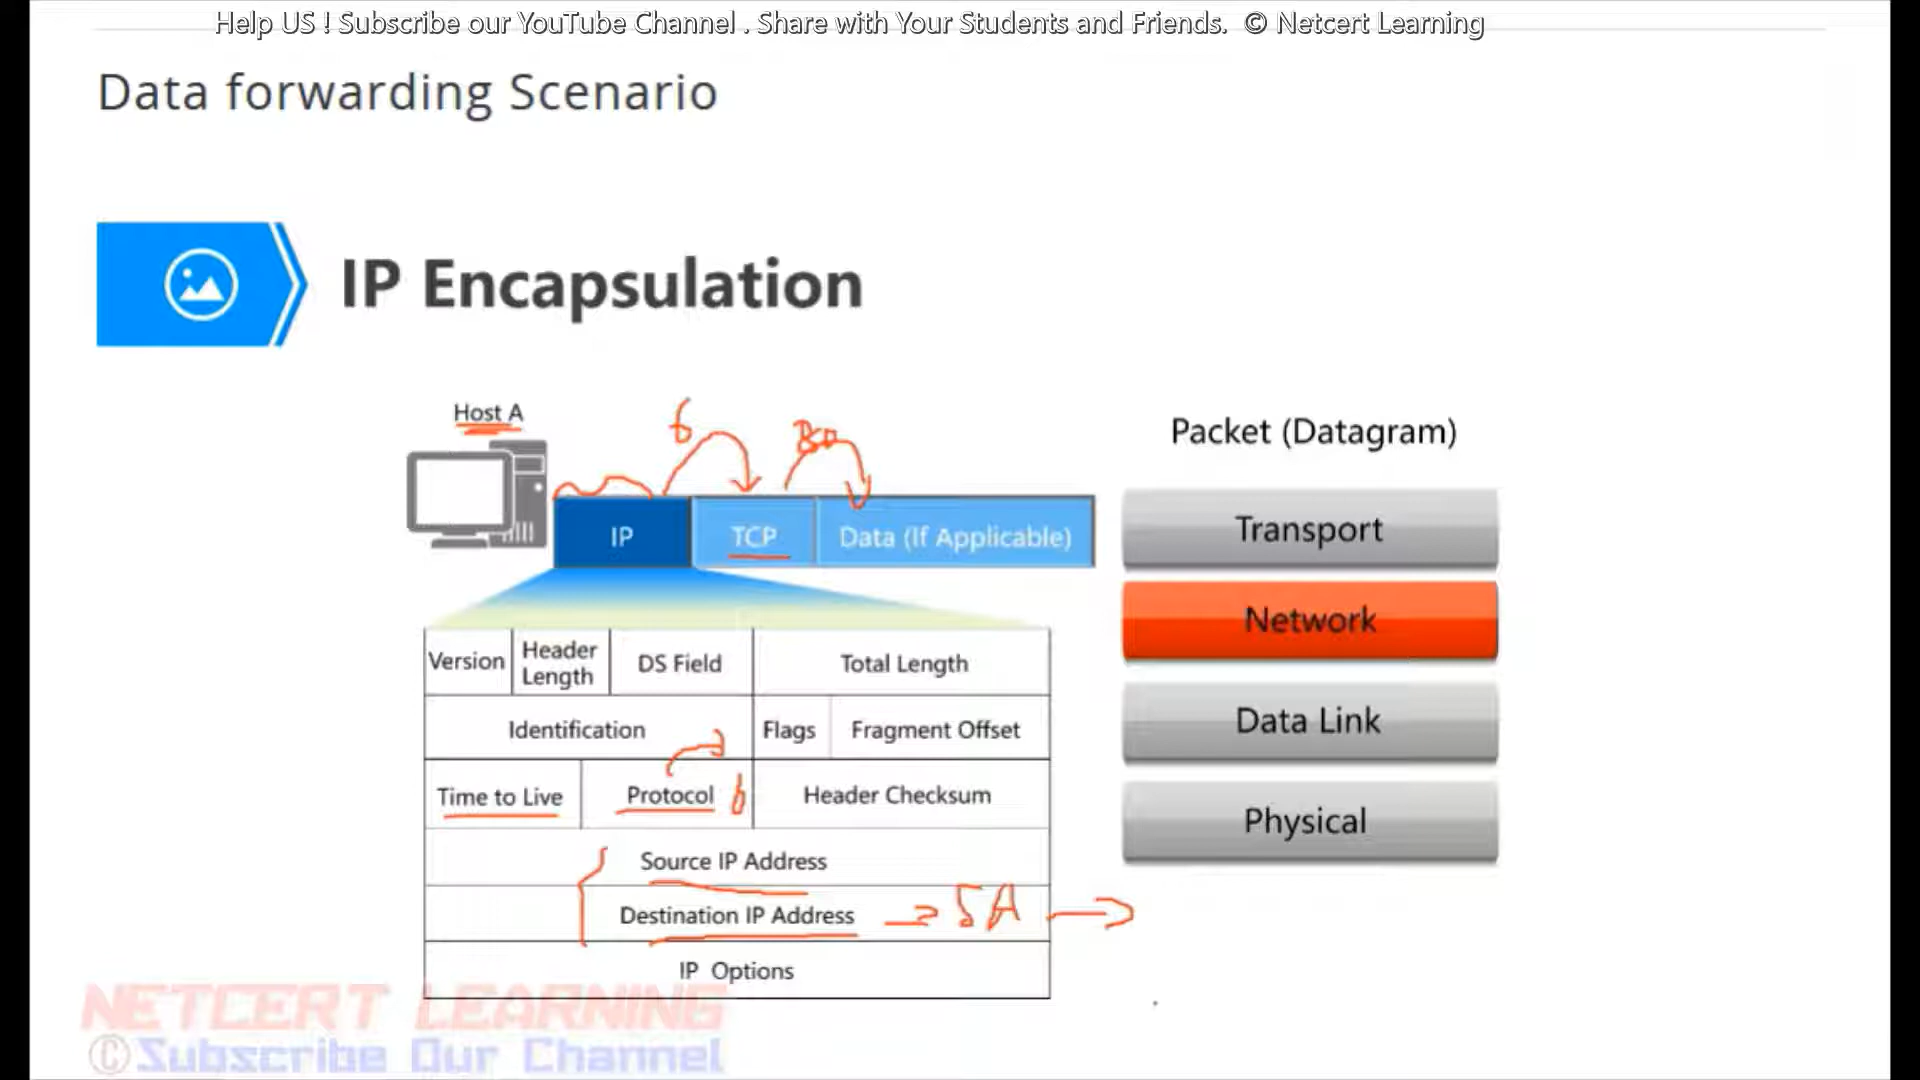 Help US ! Subscribe our YouTube Channel . Share with Your Students and Friends. © Netcert Learning
Data forwarding Scenario
IP Encapsulation
Host A
6
80
IP
TCP
Data (If Applicable)
Version
Header Length
DS Field
Total Length
Identification
Flags
Fragment Offset
Time to Live
Protocol
6
Header Checksum
Source IP Address
Destination IP Address
SA
IP Options
Packet (Datagram)
Transport
Network
Data Link
Physical
NETCERT LEARNING
©Subscribe Our Channel